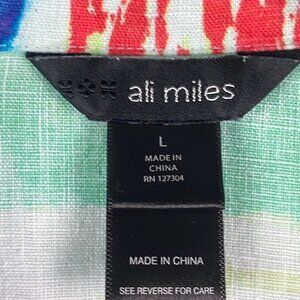 ali miles
L
MADE IN
CHINA
RN 127304
MADE IN CHINA
SEE REVERSE FOR CARE